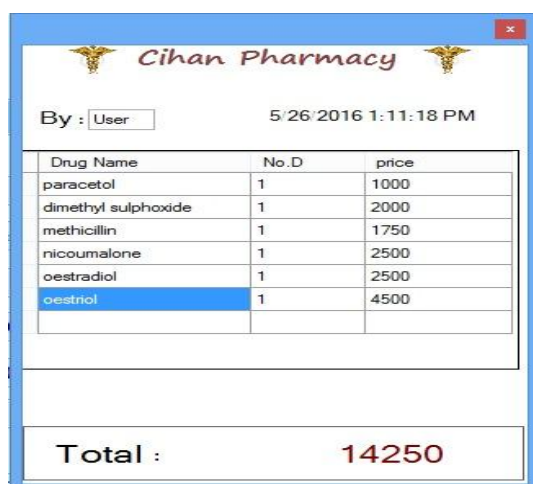 x
Cihan Pharmacy
By : User 5/26/2016 1:11:18 PM
Drug Name No.D price
paracetol 1 1000
dimethyl sulphoxide 1 2000
methicillin 1 1750
nicoumalone 1 2500
oestradiol 1 2500
oestriol 1 4500
Total : 14250